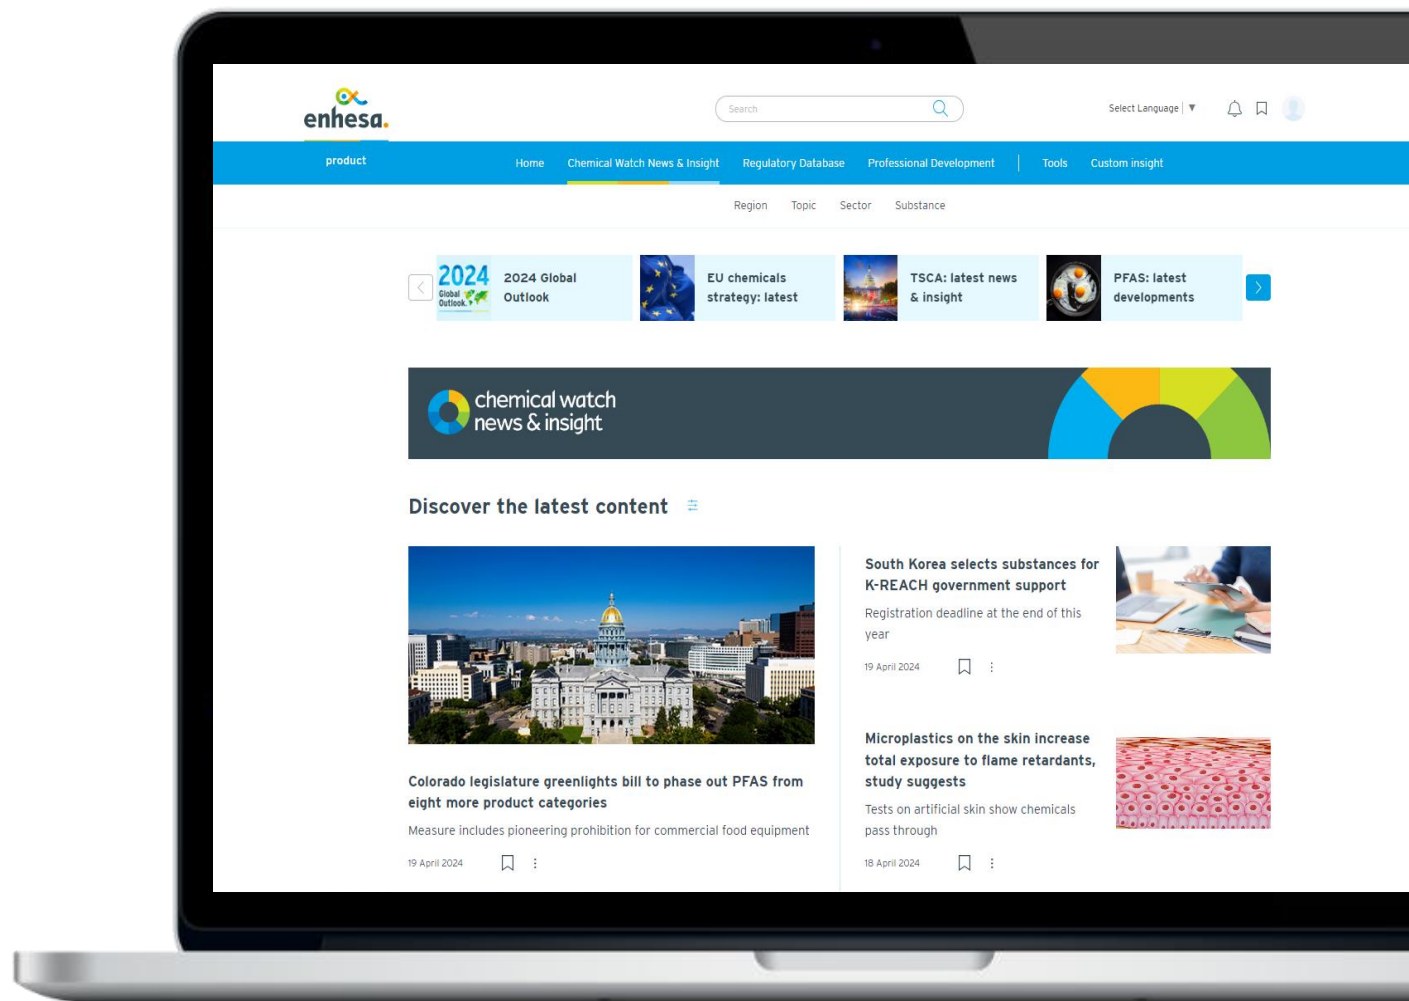 enhesa.
Search
Select Language
product
Home
Chemical Watch News & Insight
Regulatory Database
Professional Development
Tools
Custom insight
Region
Topic
Sector
Substance
2024
Global
Outlook.
2024 Global
Outlook
EU chemicals
strategy: latest
TSCA: latest news
& insight
PFAS: latest
developments
chemical watch
news & insight
Discover the latest content
Colorado legislature greenlights bill to phase out PFAS from
eight more product categories
Measure includes pioneering prohibition for commercial food equipment
19 April 2024
South Korea selects substances for
K-REACH government support
Registration deadline at the end of this
year
19 April 2024
Microplastics on the skin increase
total exposure to flame retardants,
study suggests
Tests on artificial skin show chemicals
pass through
18 April 2024